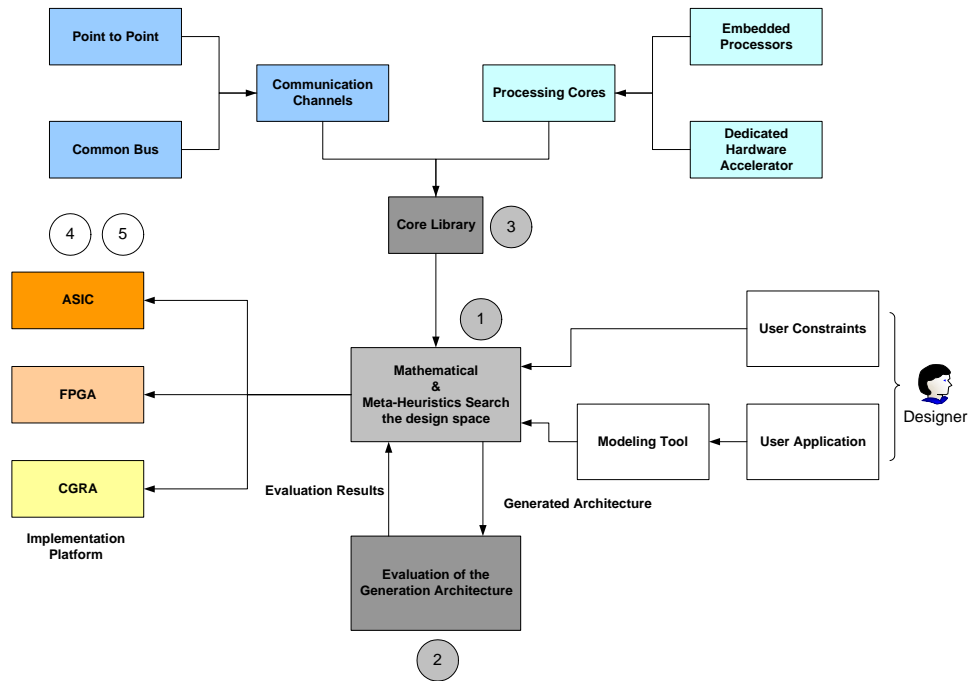 Point to Point
Embedded
Processors
Communication
Channels
Processing Cores
Common Bus
Dedicated
Hardware
Accelerator
Core Library
3
4
5
ASIC
1
User Constraints
Mathematical
&
Meta-Heuristics Search
the design space
FPGA
Designer
Modeling Tool
User Application
CGRA
Evaluation Results
Generated Architecture
Implementation
Platform
Evaluation of the
Generation Architecture
2